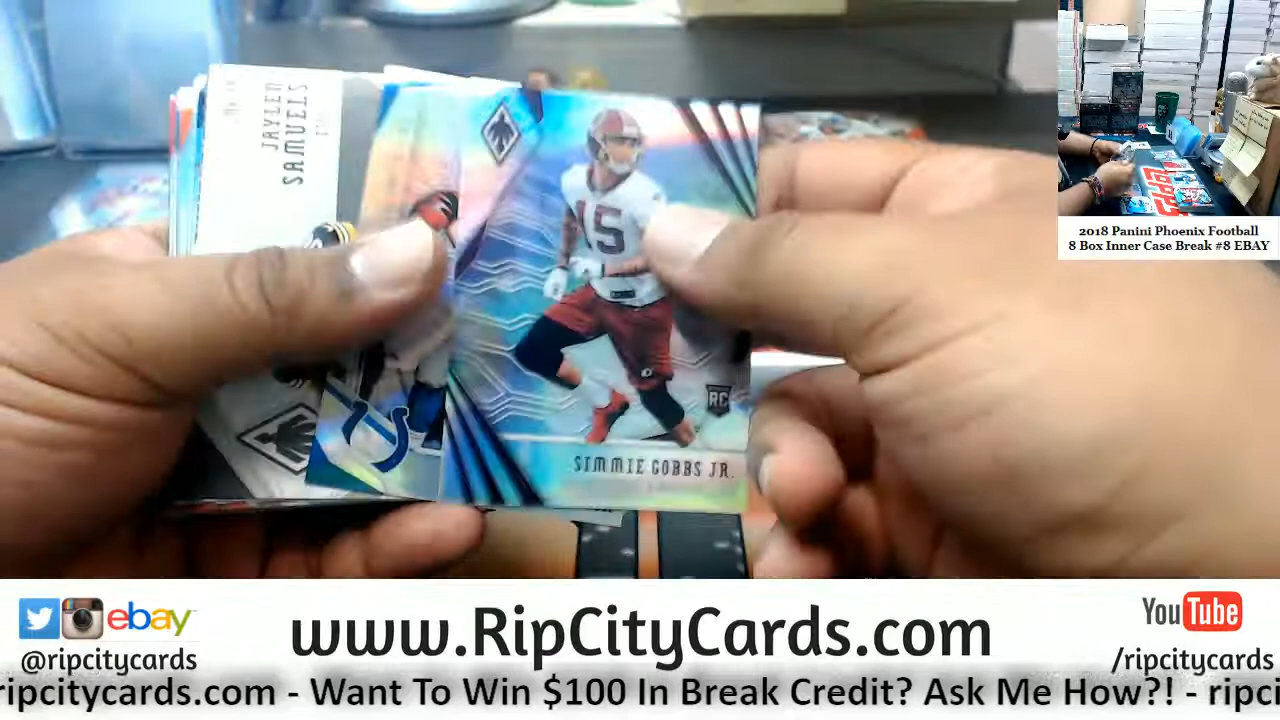 JAYLEN
SAMUELS
15
RC
SIMMIE COBBS JR.
2018 Panini Phoenix Football
8 Box Inner Case Break #8 EBAY
ebay
@ripcitycards
www.RipCityCards.com
YouTube
/ripcitycards
ripcitycards.com - Want To Win $100 In Break Credit? Ask Me How?! - ripci